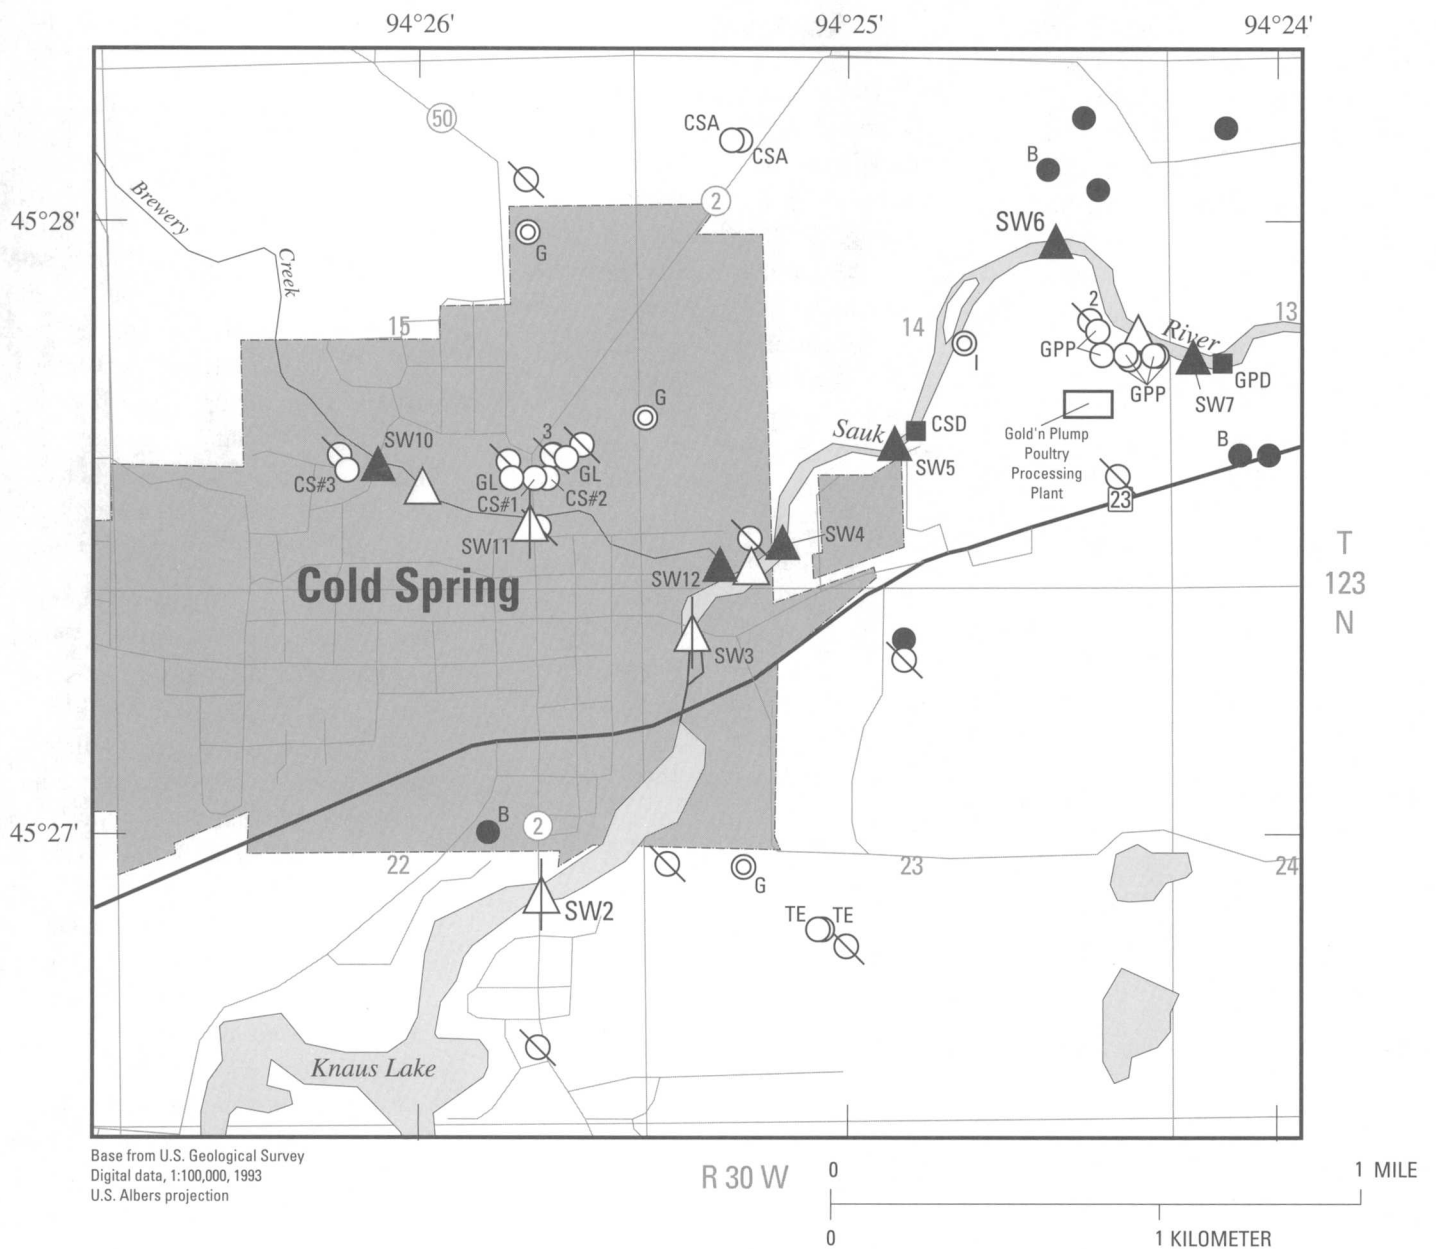 94°26'
94°25'
94°24'
50
CSA
CSA
B
Brewery
2
45°28'
SW6
G
Creek
2
13
15
14
River
GPP
I
GPD
GPP
SW7
G
Sauk
CSD
Gold'n Plump
Poultry
Processing
Plant
B
SW10
3
SW5
CS#3
GL
GL
CS#1
CS#2
23
SW11
SW4
T
123
N
SW12
Cold Spring
SW3
B
2
45°27'
22
23
24
G
SW2
TE
TE
Knaus Lake
Base from U.S. Geological Survey
Digital data, 1:100,000, 1993
U.S. Albers projection
R 30 W
0
1 MILE
0
1 KILOMETER